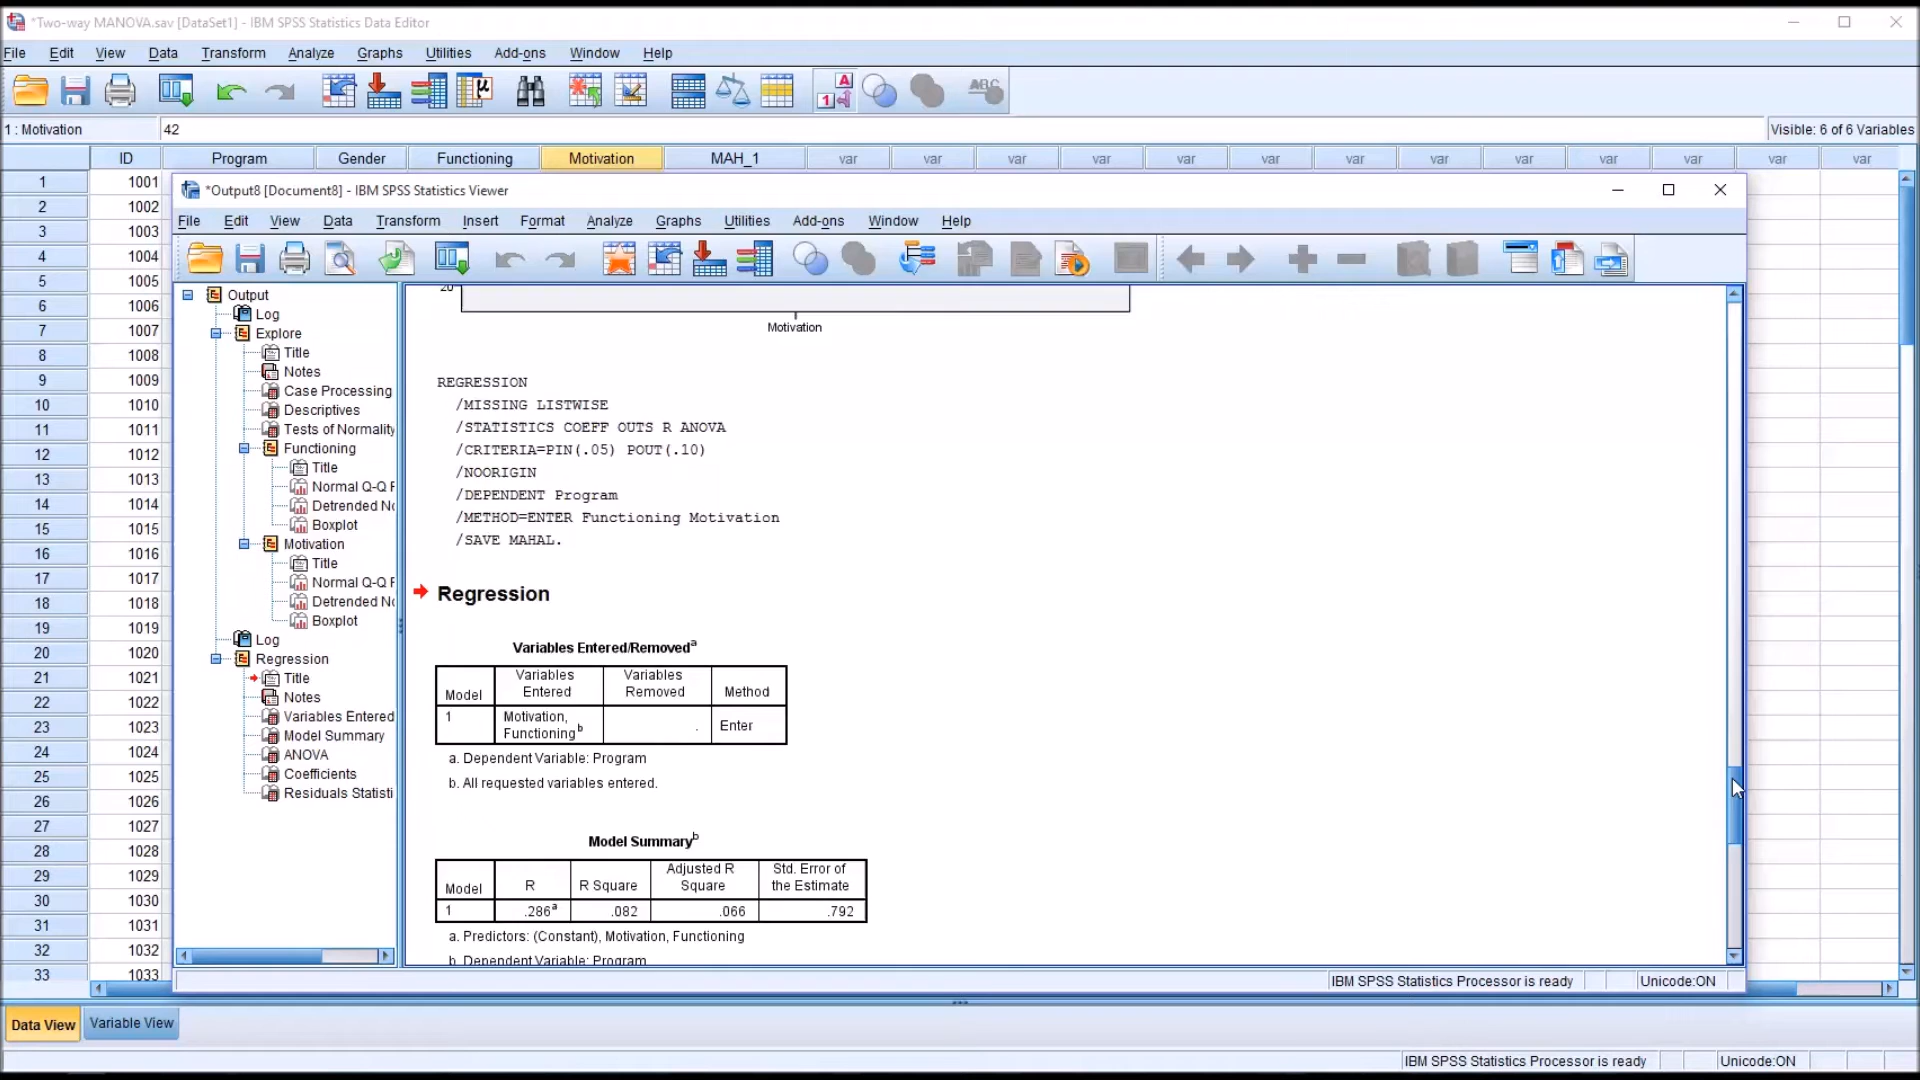 *Two-way MANOVA.sav [DataSet1] - IBM SPSS Statistics Data Editor
File Edit View Data Transform Analyze Graphs Utilities Add-ons Window Help
1 : Motivation 42 Visible: 6 of 6 Variables
ID Program Gender Functioning Motivation MAH_1 var var var var var var var var var var var var var
1 1001
2 1002
3 1003
4 1004
5 1005
6 1006
7 1007
8 1008
9 1009
10 1010
11 1011
12 1012
13 1013
14 1014
15 1015
16 1016
17 1017
18 1018
19 1019
20 1020
21 1021
22 1022
23 1023
24 1024
25 1025
26 1026
27 1027
28 1028
29 1029
30 1030
31 1031
32 1032
33 1033
*Output8 [Document8] - IBM SPSS Statistics Viewer
File Edit View Data Transform Insert Format Analyze Graphs Utilities Add-ons Window Help
Output
Log
Explore
Title
Notes
Case Processing
Descriptives
Tests of Normality
Functioning
Title
Normal Q-Q P
Detrended No
Boxplot
Motivation
Title
Normal Q-Q P
Detrended No
Boxplot
Log
Regression
Title
Notes
Variables Entered
Model Summary
ANOVA
Coefficients
Residuals Statisti
20
Motivation
REGRESSION
/MISSING LISTWISE
/STATISTICS COEFF OUTS R ANOVA
/CRITERIA=PIN(.05) POUT(.10)
/NOORIGIN
/DEPENDENT Program
/METHOD=ENTER Functioning Motivation
/SAVE MAHAL.
Regression
Variables Entered/Removedᵃ
Model Variables Entered Variables Removed Method
1 Motivation, Functioningᵇ . Enter
a. Dependent Variable: Program
b. All requested variables entered.
Model Summaryᵇ
Model R R Square Adjusted R Square Std. Error of the Estimate
1 .286ᵃ .082 .066 .792
a. Predictors: (Constant), Motivation, Functioning
b. Dependent Variable: Program
IBM SPSS Statistics Processor is ready Unicode:ON
Data View Variable View
IBM SPSS Statistics Processor is ready Unicode:ON